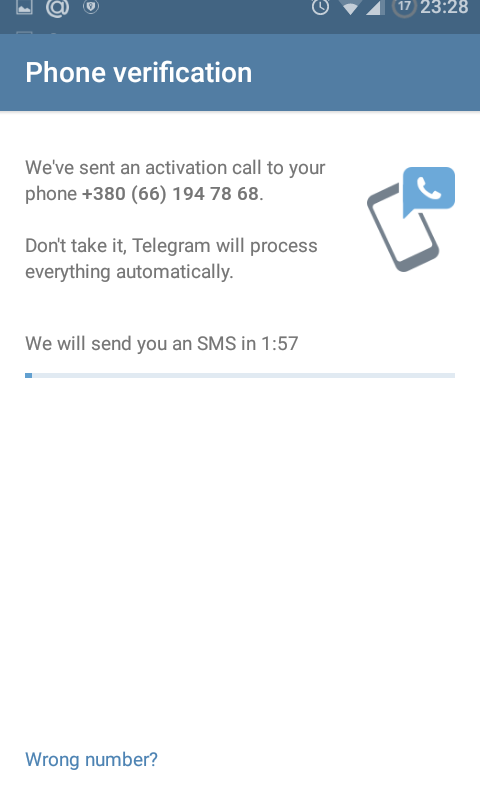 17 23:28
Phone verification
We've sent an activation call to your
phone +380 (66) 194 78 68.
Don't take it, Telegram will process
everything automatically.
We will send you an SMS in 1:57
Wrong number?